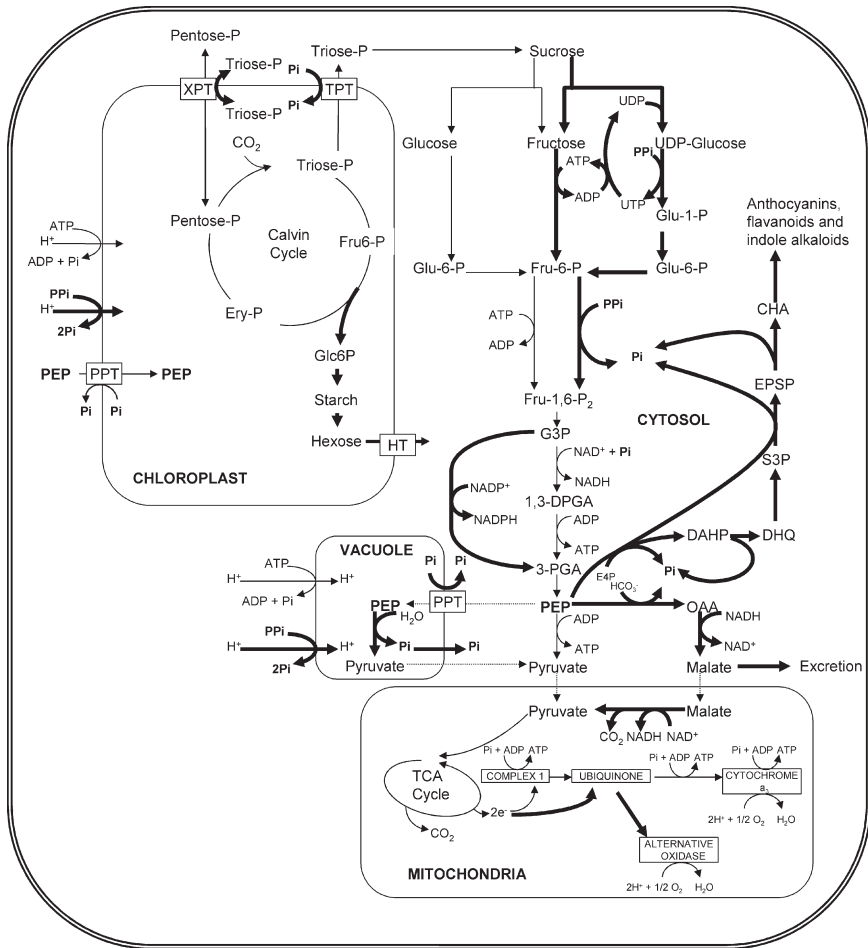 Pentose-P
Triose-P
Pi
Triose-P
Sucrose
XPT
TPT
Triose-P
Pi
UDP
CO2
Glucose
Fructose
UDP-Glucose
Triose-P
ATP
PPi
ADP
UTP
Glu-1-P
Pentose-P
Calvin
Cycle
Fru6-P
Anthocyanins,
flavanoids and
indole alkaloids
ATP
H+
ADP + Pi
Glu-6-P
Fru-6-P
Glu-6-P
PPi
H+
2Pi
Ery-P
PPi
CHA
ATP
ADP
Pi
Glc6P
PEP
PPT
PEP
Pi
Pi
EPSP
Starch
Fru-1,6-P2
CYTOSOL
Hexose
HT
G3P
S3P
CHLOROPLAST
NAD+ + Pi
NADH
NADP+
NADPH
1,3-DPGA
ADP
ATP
DAHP
DHQ
VACUOLE
Pi
Pi
3-PGA
Pi
E4P
HCO3-
ATP
H+
H+
ADP + Pi
PEP
H2O
PPT
PEP
OAA
ADP
ATP
NADH
NAD+
PPi
H+
H+
2Pi
Pi
Pi
Pyruvate
Pyruvate
Malate
Excretion
Pyruvate
Malate
CO2
NADH
NAD+
TCA
Cycle
Pi + ADP
ATP
COMPLEX 1
UBIQUINONE
Pi + ADP
ATP
Pi + ADP
ATP
CYTOCHROME
a3
2e-
CO2
2H+ + 1/2 O2
H2O
ALTERNATIVE
OXIDASE
MITOCHONDRIA
2H+ + 1/2 O2
H2O